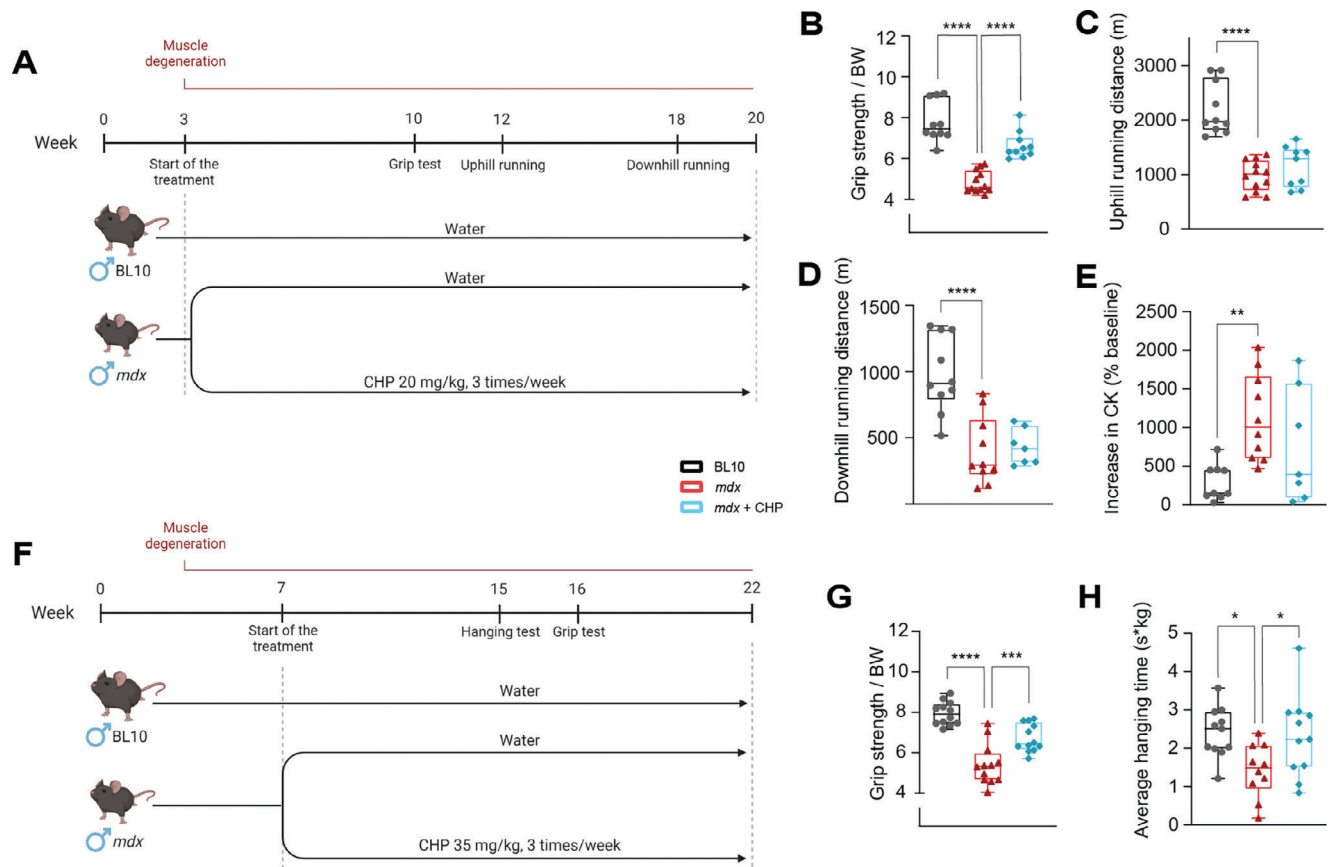 A
Muscle
degeneration
Week
0
3
10
12
18
20
Start of the
treatment
Grip test
Uphill running
Downhill running
Water
♂ BL10
Water
♂ mdx
CHP 20 mg/kg, 3 times/week
B
**** ****
Grip strength / BW
12
10
8
6
4
C
****
Uphill running distance (m)
3000
2000
1000
0
D
****
Downhill running distance (m)
1500
1000
500
E
**
Increase in CK (% baseline)
2500
2000
1500
1000
500
0
BL10
mdx
mdx + CHP
F
Muscle
degeneration
Week
0
7
15
16
22
Start of the
treatment
Hanging test
Grip test
Water
♂ BL10
Water
♂ mdx
CHP 35 mg/kg, 3 times/week
G
**** ***
Grip strength / BW
12
10
8
6
4
H
* *
Average hanging time (s*kg)
5
4
3
2
1
0